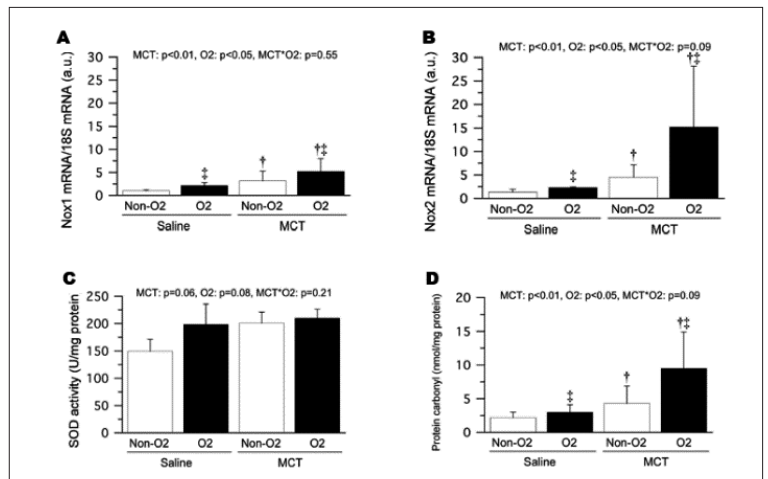 A
MCT: p<0.01, O2: p<0.05, MCT*O2: p=0.55
Nox1 mRNA/18S mRNA (a.u.)
30
25
20
15
10
5
0
‡
†
†‡
Non-O2 O2 Non-O2 O2
Saline MCT
B
MCT: p<0.01, O2: p<0.05, MCT*O2: p=0.09
Nox2 mRNA/18S mRNA (a.u.)
30
25
20
15
10
5
0
‡
†
†‡
Non-O2 O2 Non-O2 O2
Saline MCT
C
MCT: p=0.06, O2: p=0.08, MCT*O2: p=0.21
SOD activity (U/mg protein)
250
200
150
100
50
0
Non-O2 O2 Non-O2 O2
Saline MCT
D
MCT: p<0.01, O2: p<0.05, MCT*O2: p=0.09
Protein carbonyl (nmol/mg protein)
20
15
10
5
0
‡
†
†‡
Non-O2 O2 Non-O2 O2
Saline MCT